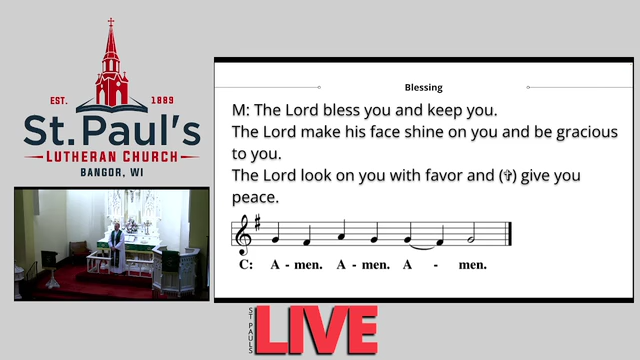 EST. 1889
St. Paul's
LUTHERAN CHURCH
BANGOR, WI
Blessing
M: The Lord bless you and keep you.
The Lord make his face shine on you and be gracious
to you.
The Lord look on you with favor and (✞) give you
peace.
C: A - men. A - men. A - men.
ST PAULS
LIVE